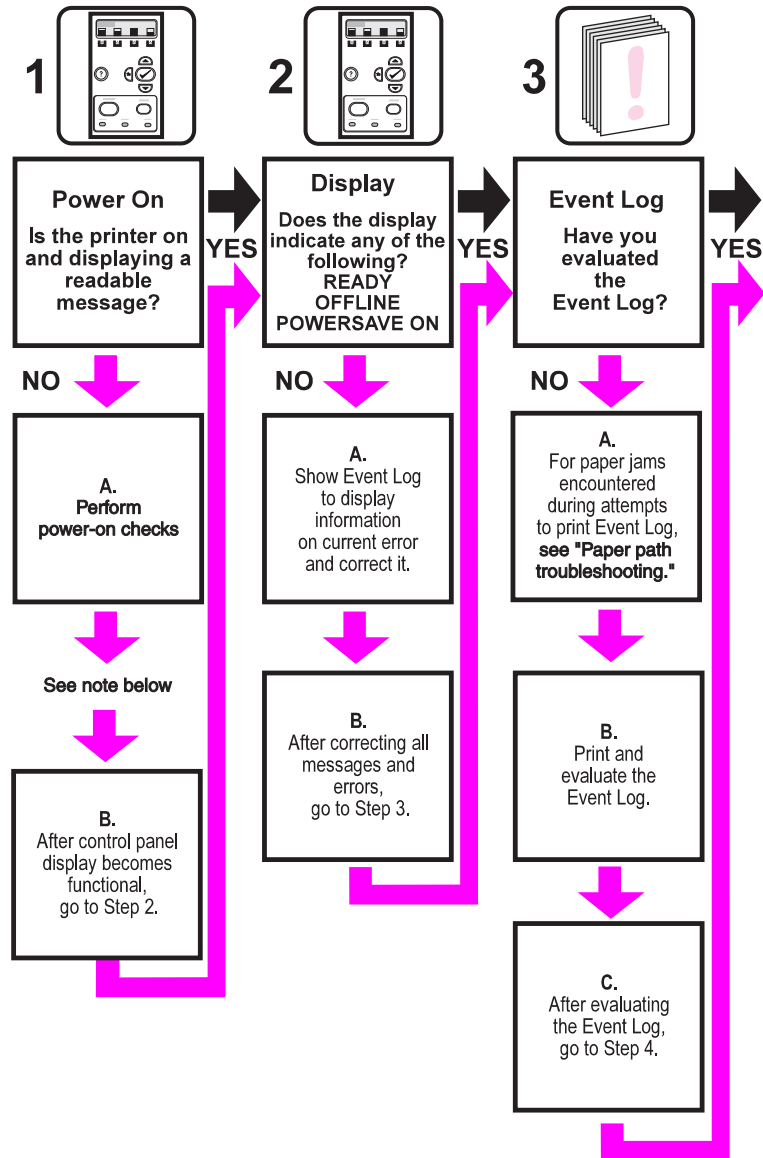 1
Power On
Is the printer on
and displaying a
readable
message?
YES
NO
A.
Perform
power-on checks
See note below
B.
After control panel
display becomes
functional,
go to Step 2.
2
?
Display
Does the display
indicate any of the
following?
READY
OFFLINE
POWERSAVE ON
YES
NO
A.
Show Event Log
to display
information
on current error
and correct it.
B.
After correcting all
messages and
errors,
go to Step 3.
3
!
Event Log
Have you
evaluated
the
Event Log?
YES
NO
A.
For paper jams
encountered
during attempts
to print Event Log,
see "Paper path
troubleshooting."
B.
Print and
evaluate the
Event Log.
C.
After evaluating
the Event Log,
go to Step 4.